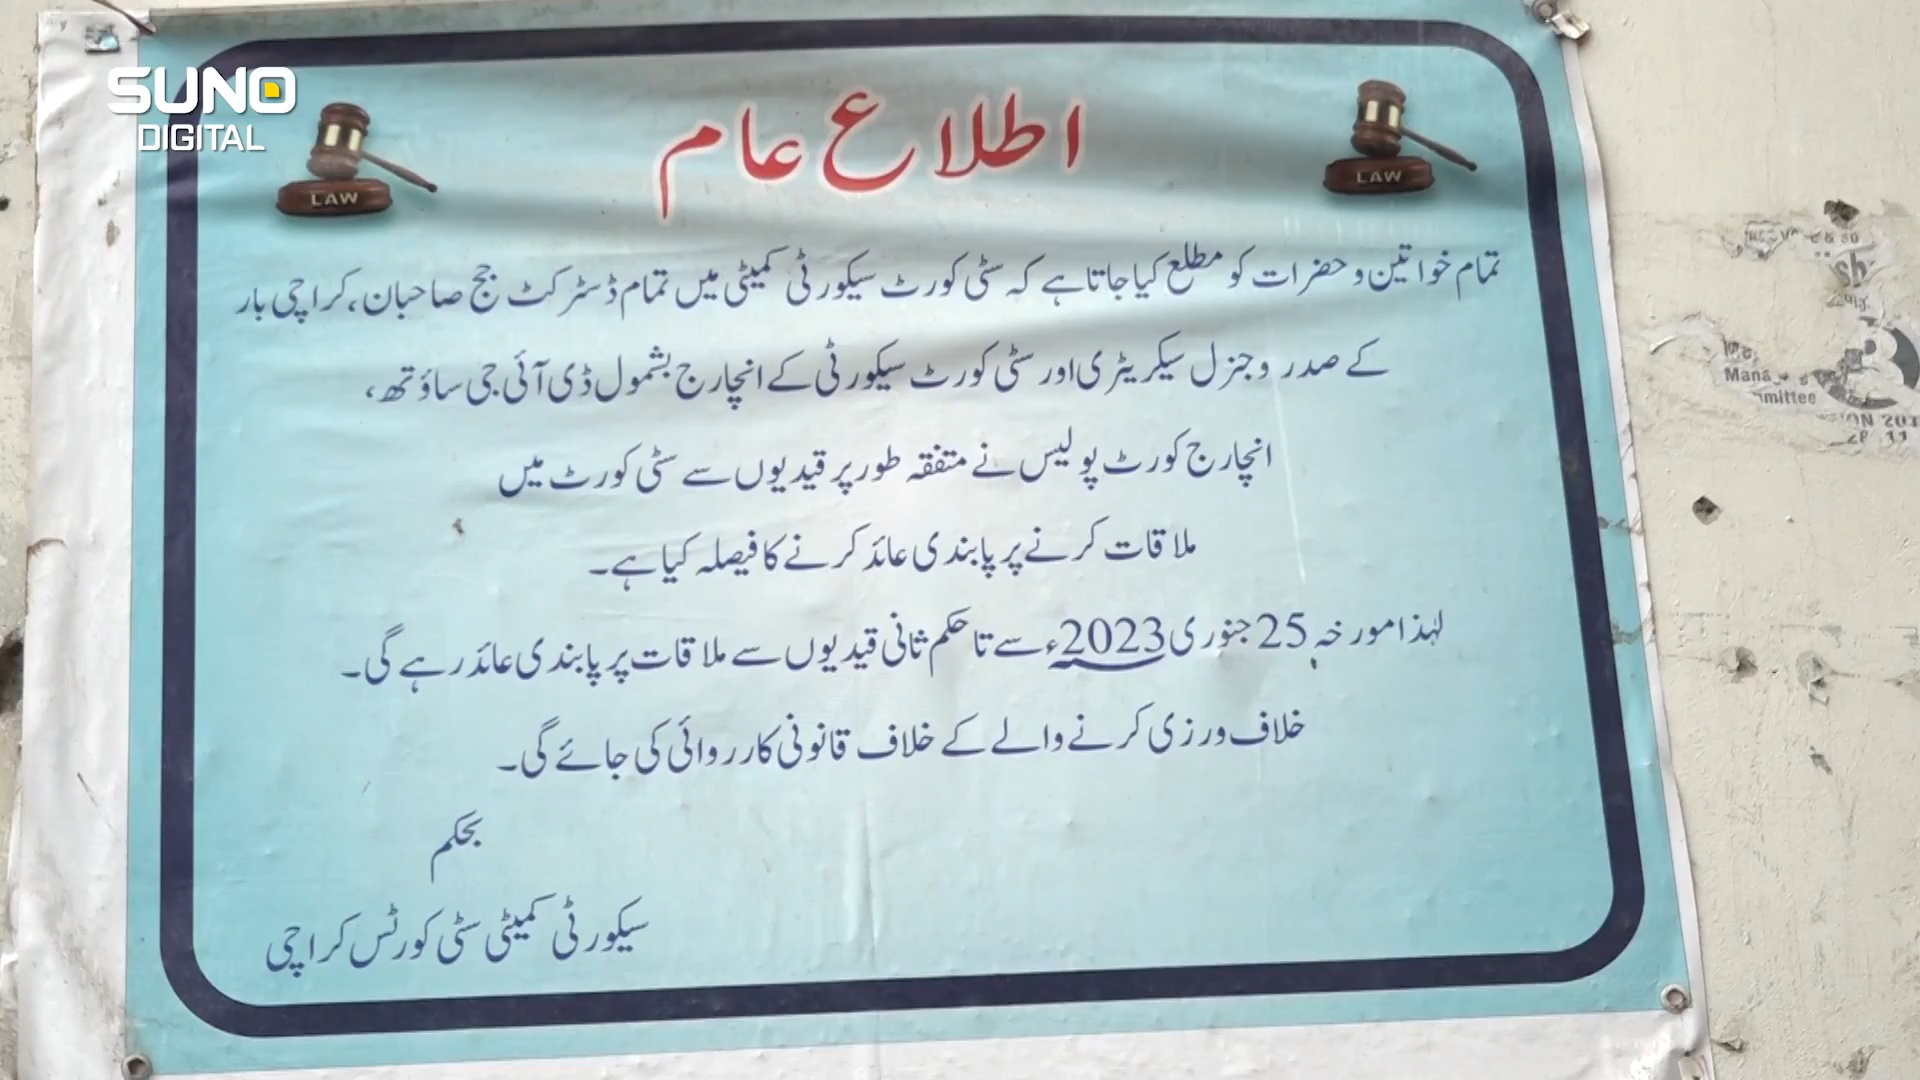 SUNO
DIGITAL
اطلاع عام
LAW
LAW
تمام خواتین و حضرات کو مطلع کیا جاتا ہے کہ سٹی کورٹ سیکورٹی کمیٹی میں تمام ڈسٹرکٹ جج صاحبان، کراچی بار
کے صدر و جنرل سیکریٹری اور سٹی کورٹ سیکورٹی کے انچارج بشمول ڈی آئی جی ساؤتھ،
انچارج کورٹ پولیس نے متفقہ طور پر قیدیوں سے سٹی کورٹ میں
ملاقات کرنے پر پابندی عائد کرنے کا فیصلہ کیا ہے۔
لہذا مورخہ 25 جنوری 2023ء سے تا حکم ثانی قیدیوں سے ملاقات پر پابندی عائد رہے گی۔
خلاف ورزی کرنے والے کے خلاف قانونی کارروائی کی جائے گی۔
بحکم
سیکورٹی کمیٹی سٹی کورٹس کراچی